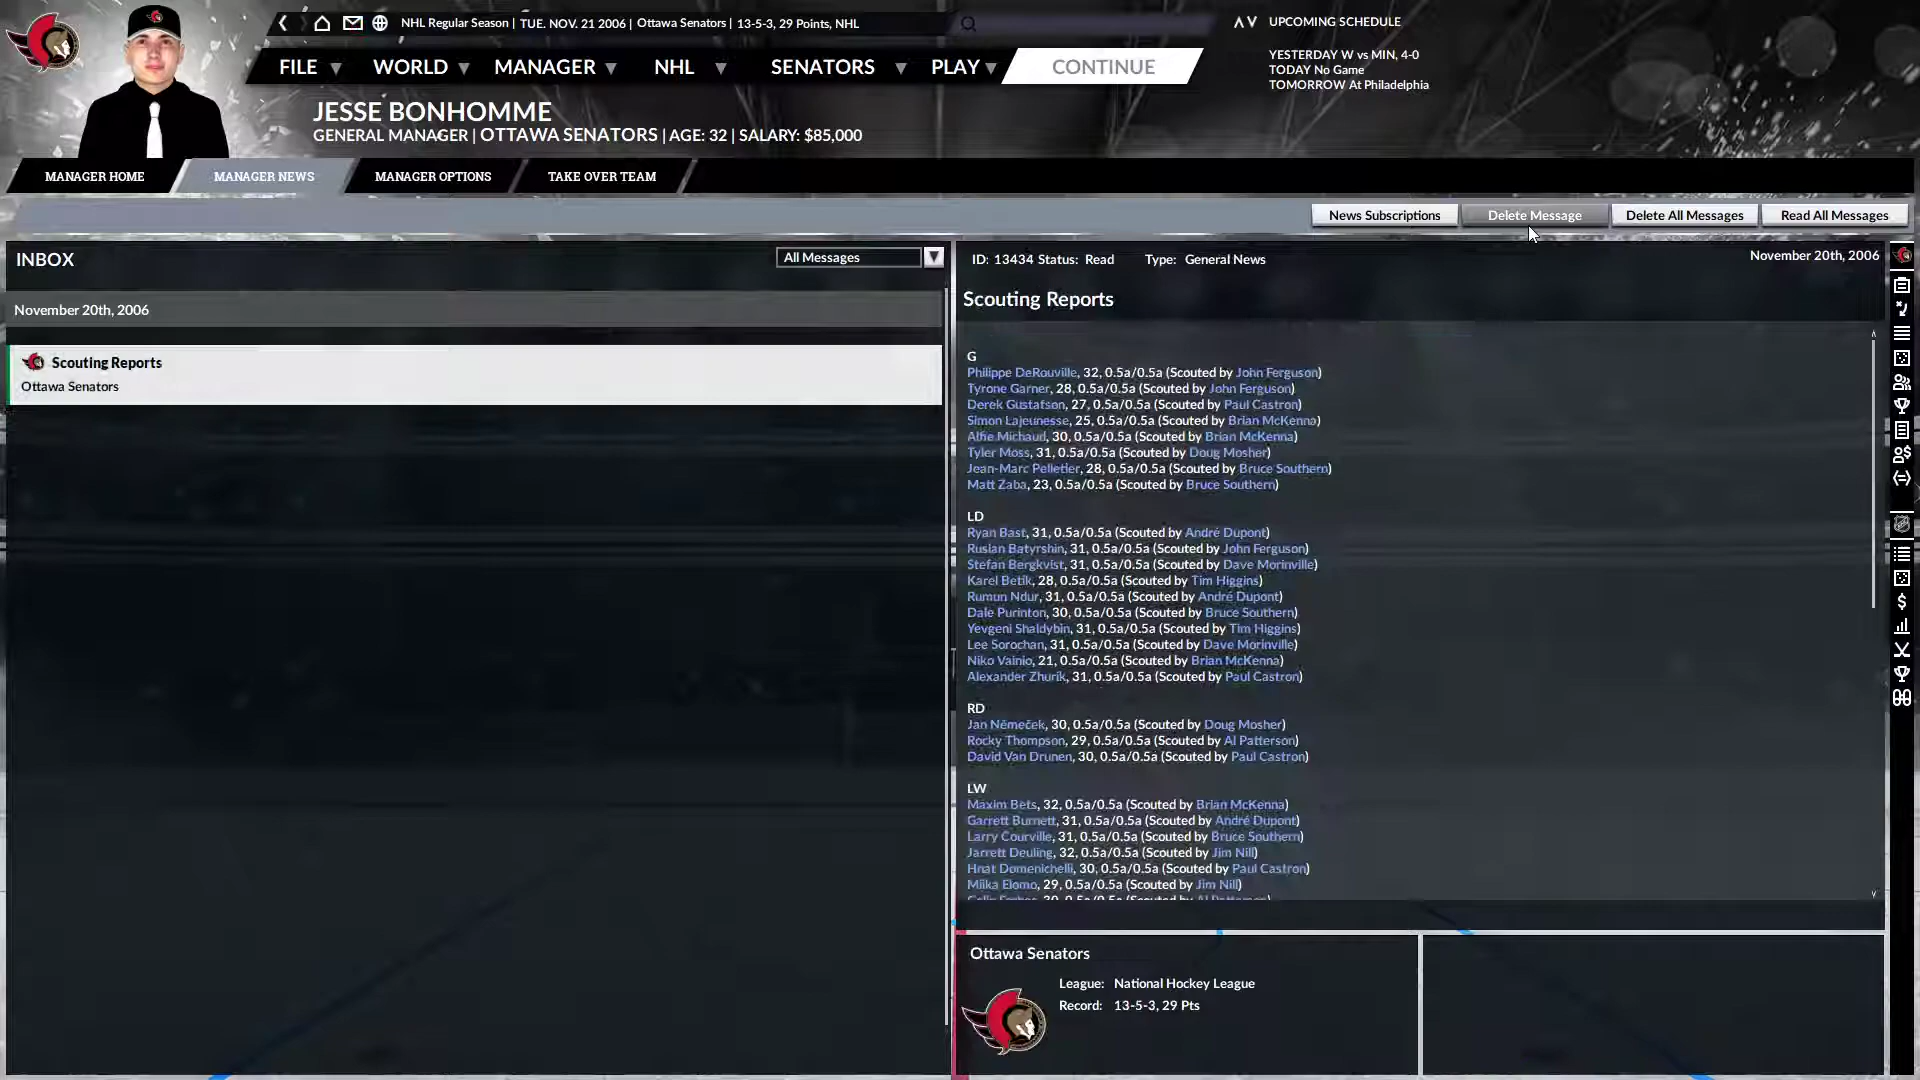 NHL Regular Season | TUE. NOV. 21 2006 | Ottawa Senators | 13-5-3, 29 Points, NHL
UPCOMING SCHEDULE
YESTERDAY W vs MIN, 4-0
TODAY No Game
TOMORROW At Philadelphia
FILE WORLD MANAGER NHL SENATORS PLAY CONTINUE
JESSE BONHOMME
GENERAL MANAGER | OTTAWA SENATORS | AGE: 32 | SALARY: $85,000
MANAGER HOME MANAGER NEWS MANAGER OPTIONS TAKE OVER TEAM
News Subscriptions Delete Message Delete All Messages Read All Messages
INBOX
All Messages
November 20th, 2006
Scouting Reports
Ottawa Senators
ID: 13434 Status: Read Type: General News
November 20th, 2006
Scouting Reports
G
Philippe DeRouville, 32, 0.5a/0.5a (Scouted by John Ferguson)
Tyrone Garner, 28, 0.5a/0.5a (Scouted by John Ferguson)
Derek Gustafson, 27, 0.5a/0.5a (Scouted by Paul Castron)
Simon Lajeunesse, 25, 0.5a/0.5a (Scouted by Brian McKenna)
Alfie Michaud, 30, 0.5a/0.5a (Scouted by Brian McKenna)
Tyler Moss, 31, 0.5a/0.5a (Scouted by Doug Mosher)
Jean-Marc Pelletier, 28, 0.5a/0.5a (Scouted by Bruce Southern)
Matt Zaba, 23, 0.5a/0.5a (Scouted by Bruce Southern)
LD
Ryan Bast, 31, 0.5a/0.5a (Scouted by André Dupont)
Ruslan Batyrshin, 31, 0.5a/0.5a (Scouted by John Ferguson)
Stefan Bergkvist, 31, 0.5a/0.5a (Scouted by Dave Morinville)
Karel Betik, 28, 0.5a/0.5a (Scouted by Tim Higgins)
Rumun Ndur, 31, 0.5a/0.5a (Scouted by André Dupont)
Dale Purinton, 30, 0.5a/0.5a (Scouted by Bruce Southern)
Yevgeni Shaldybin, 31, 0.5a/0.5a (Scouted by Tim Higgins)
Lee Sorochan, 31, 0.5a/0.5a (Scouted by Dave Morinville)
Niko Vainio, 21, 0.5a/0.5a (Scouted by Brian McKenna)
Alexander Zhurik, 31, 0.5a/0.5a (Scouted by Paul Castron)
RD
Jan Němeček, 30, 0.5a/0.5a (Scouted by Doug Mosher)
Rocky Thompson, 29, 0.5a/0.5a (Scouted by Al Patterson)
David Van Drunen, 30, 0.5a/0.5a (Scouted by Paul Castron)
LW
Maxim Bets, 32, 0.5a/0.5a (Scouted by Brian McKenna)
Garrett Burnett, 31, 0.5a/0.5a (Scouted by André Dupont)
Larry Courville, 31, 0.5a/0.5a (Scouted by Bruce Southern)
Jarrett Deuling, 32, 0.5a/0.5a (Scouted by Jim Nill)
Hnat Domenichelli, 30, 0.5a/0.5a (Scouted by Paul Castron)
Miika Elomo, 29, 0.5a/0.5a (Scouted by Jim Nill)
Ottawa Senators
League: National Hockey League
Record: 13-5-3, 29 Pts